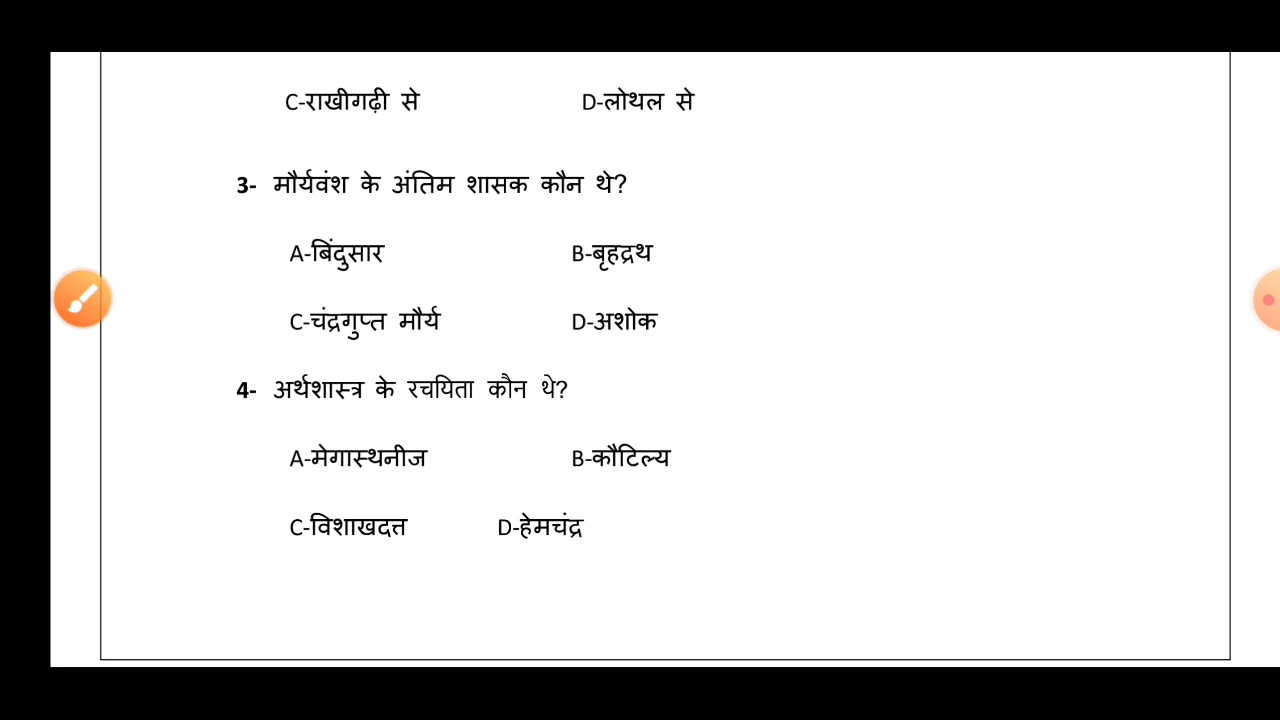 C-राखीगढ़ी से D-लोथल से
3- मौर्यवंश के अंतिम शासक कौन थे?
A-बिंदुसार B-बृहद्रथ
C-चंद्रगुप्त मौर्य D-अशोक
4- अर्थशास्त्र के रचयिता कौन थे?
A-मेगास्थनीज B-कौटिल्य
C-विशाखदत्त D-हेमचंद्र